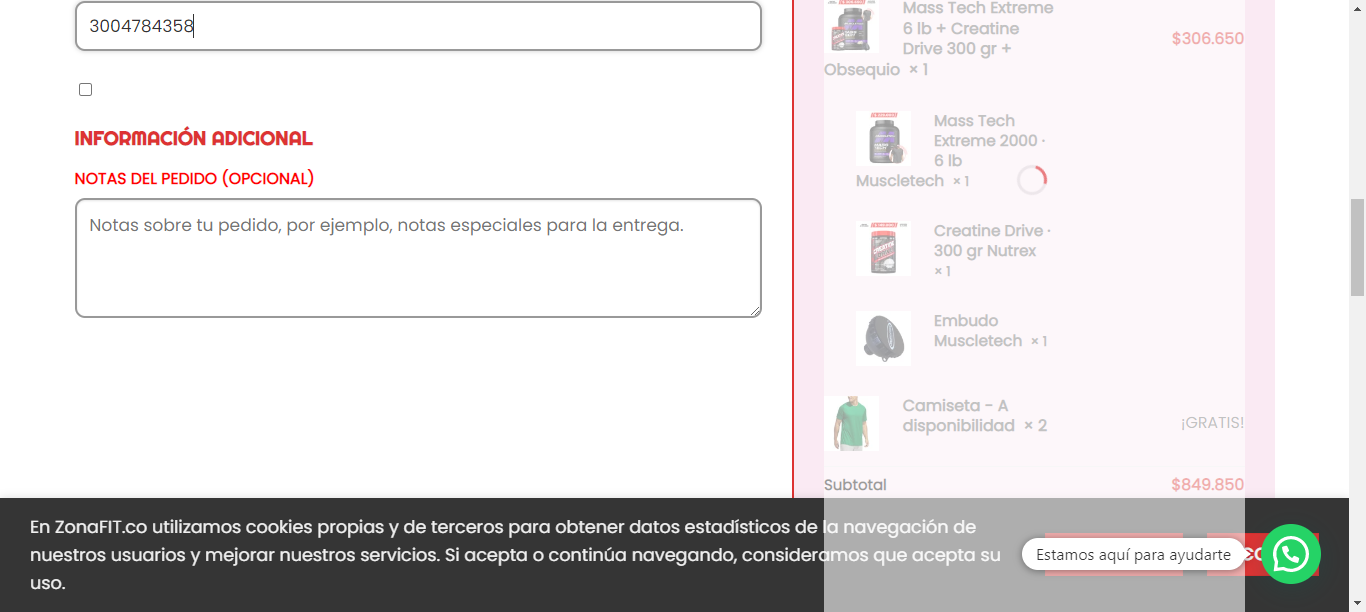 3004784358
INFORMACIÓN ADICIONAL
NOTAS DEL PEDIDO (OPCIONAL)
Notas sobre tu pedido, por ejemplo, notas especiales para la entrega.
Mass Tech Extreme
6 lb + Creatine
Drive 300 gr +
Obsequio × 1
$306.650
Mass Tech
Extreme 2000 ·
6 lb
Muscletech × 1
Creatine Drive ·
300 gr Nutrex
× 1
Embudo
Muscletech × 1
Camiseta - A
disponibilidad × 2
¡GRATIS!
Subtotal
$849.850
En ZonaFIT.co utilizamos cookies propias y de terceros para obtener datos estadísticos de la navegación de
nuestros usuarios y mejorar nuestros servicios. Si acepta o continúa navegando, consideramos que acepta su
uso.
Estamos aquí para ayudarte